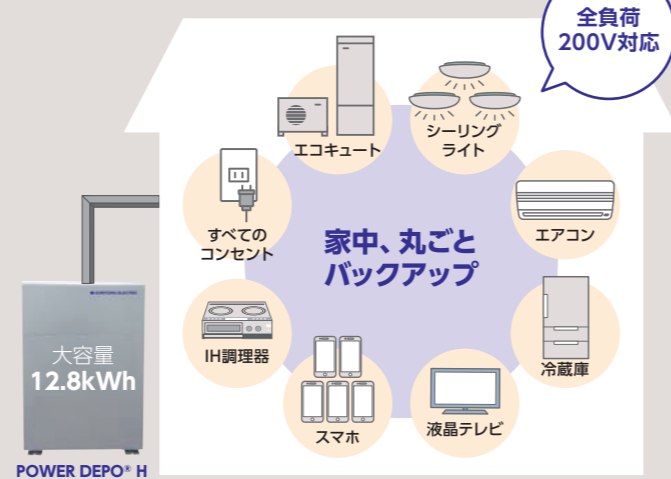 全負荷
200V対応
エコキュート
シーリング
ライト
すべての
コンセント
家中、丸ごと
バックアップ
エアコン
SUMITOMO ELECTRIC
大容量
12.8kWh
IH調理器
冷蔵庫
スマホ
液晶テレビ
POWER DEPO® H